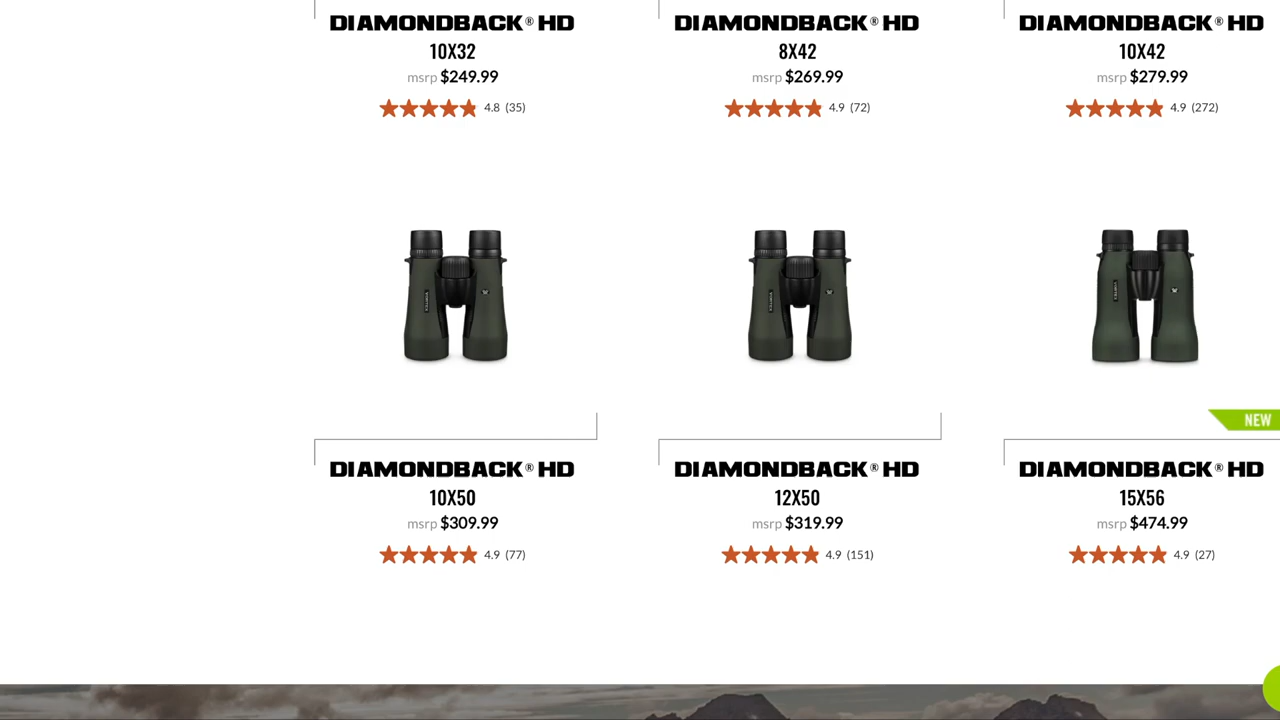 DIAMONDBACK® HD
10X32
msrp $249.99
4.8 (35)
DIAMONDBACK® HD
8X42
msrp $269.99
4.9 (72)
DIAMONDBACK® HD
10X42
msrp $279.99
4.9 (272)
NEW
DIAMONDBACK® HD
10X50
msrp $309.99
4.9 (77)
DIAMONDBACK® HD
12X50
msrp $319.99
4.9 (151)
DIAMONDBACK® HD
15X56
msrp $474.99
4.9 (27)